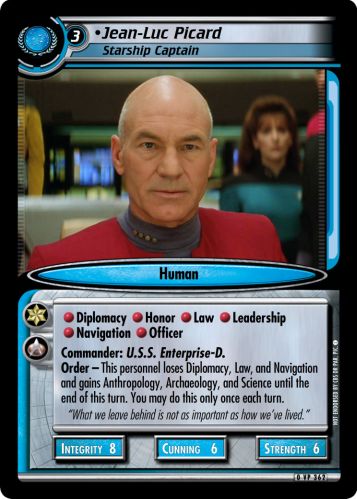 3
•Jean-Luc Picard
Starship Captain
Human
Diplomacy Honor Law Leadership
Navigation Officer
Commander: U.S.S. Enterprise-D.
Order – This personnel loses Diplomacy, Law, and Navigation
and gains Anthropology, Archaeology, and Science until the
end of this turn. You may do this only once each turn.
"What we leave behind is not as important as how we've lived."
INTEGRITY 8 CUNNING 6 STRENGTH 6
0 VP 362